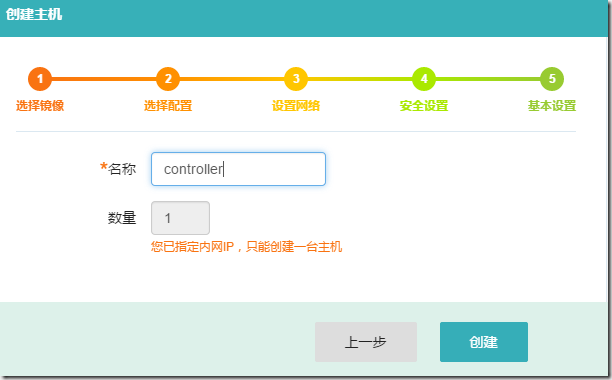 创建主机
1 2 3 4 5
选择镜像 选择配置 设置网络 安全设置 基本设置
*名称 controller
数量 1
您已指定内网IP，只能创建一台主机
上一步 创建